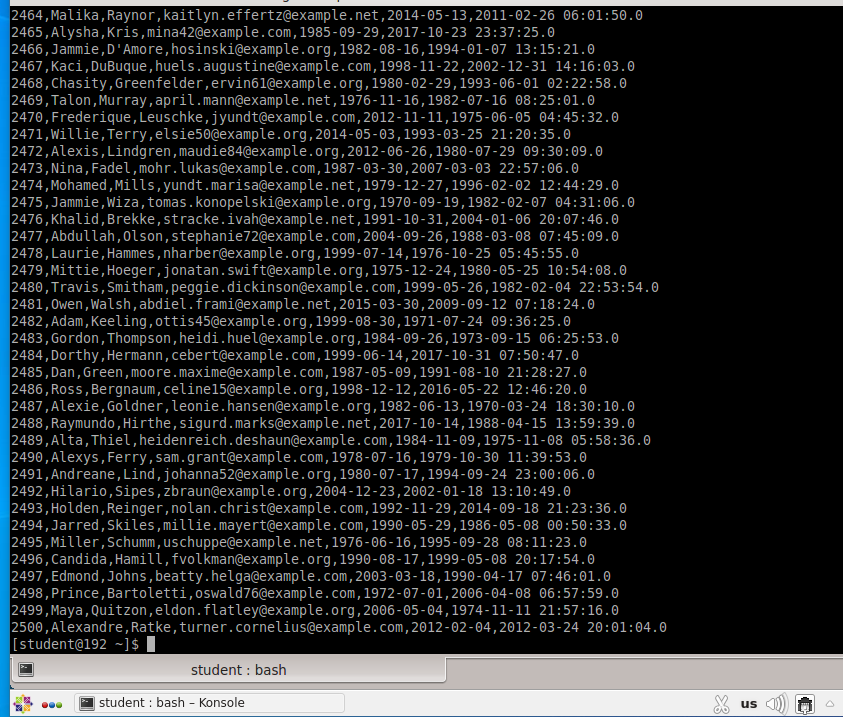 2464,Malika,Raynor,kaitlyn.effertz@example.net,2014-05-13,2011-02-26 06:01:50.0
2465,Alysha,Kris,mina42@example.com,1985-09-29,2017-10-23 23:37:25.0
2466,Jammie,D'Amore,hosinski@example.org,1982-08-16,1994-01-07 13:15:21.0
2467,Kaci,DuBuque,huels.augustine@example.com,1998-11-22,2002-12-31 14:16:03.0
2468,Chasity,Greenfelder,ervin61@example.org,1980-02-29,1993-06-01 02:22:58.0
2469,Talon,Murray,april.mann@example.net,1976-11-16,1982-07-16 08:25:01.0
2470,Frederique,Leuschke,jyundt@example.com,2012-11-11,1975-06-05 04:45:32.0
2471,Willie,Terry,elsie50@example.org,2014-05-03,1993-03-25 21:20:35.0
2472,Alexis,Lindgren,maudie84@example.org,2012-06-26,1980-07-29 09:30:09.0
2473,Nina,Fadel,mohr.lukas@example.com,1987-03-30,2007-03-03 22:57:06.0
2474,Mohamed,Mills,yundt.marisa@example.net,1979-12-27,1996-02-02 12:44:29.0
2475,Jammie,Wiza,tomas.konopelski@example.org,1970-09-19,1982-02-07 04:31:06.0
2476,Khalid,Brekke,stracke.ivah@example.net,1991-10-31,2004-01-06 20:07:46.0
2477,Abdullah,Olson,stephanie72@example.com,2004-09-26,1988-03-08 07:45:09.0
2478,Laurie,Hammes,nharber@example.org,1999-07-14,1976-10-25 05:45:55.0
2479,Mittie,Hoeger,jonatan.swift@example.org,1975-12-24,1980-05-25 10:54:08.0
2480,Travis,Smitham,peggie.dickinson@example.com,1999-05-26,1982-02-04 22:53:54.0
2481,Owen,Walsh,abdiel.frami@example.net,2015-03-30,2009-09-12 07:18:24.0
2482,Adam,Keeling,ottis45@example.org,1999-08-30,1971-07-24 09:36:25.0
2483,Gordon,Thompson,heidi.huel@example.org,1984-09-26,1973-09-15 06:25:53.0
2484,Dorthy,Hermann,cebert@example.com,1999-06-14,2017-10-31 07:50:47.0
2485,Dan,Green,moore.maxime@example.com,1987-05-09,1991-08-10 21:28:27.0
2486,Ross,Bergnaum,celine15@example.org,1998-12-12,2016-05-22 12:46:20.0
2487,Alexie,Goldner,leonie.hansen@example.org,1982-06-13,1970-03-24 18:30:10.0
2488,Raymundo,Hirthe,sigurd.marks@example.net,2017-10-14,1988-04-15 13:59:39.0
2489,Alta,Thiel,heidenreich.deshaun@example.com,1984-11-09,1975-11-08 05:58:36.0
2490,Alexys,Ferry,sam.grant@example.com,1978-07-16,1979-10-30 11:39:53.0
2491,Andreane,Lind,johanna52@example.org,1980-07-17,1994-09-24 23:00:06.0
2492,Hilario,Sipes,zbraun@example.org,2004-12-23,2002-01-18 13:10:49.0
2493,Holden,Reinger,nolan.christ@example.com,1992-11-29,2014-09-18 21:23:36.0
2494,Jarred,Skiles,millie.mayert@example.com,1990-05-29,1986-05-08 00:50:33.0
2495,Miller,Schumm,uschuppe@example.net,1976-06-16,1995-09-28 08:11:23.0
2496,Candida,Hamill,fvolkman@example.org,1990-08-17,1999-05-08 20:17:54.0
2497,Edmond,Johns,beatty.helga@example.com,2003-03-18,1990-04-17 07:46:01.0
2498,Prince,Bartoletti,oswald76@example.com,1972-07-01,2006-04-08 06:57:59.0
2499,Maya,Quitzon,eldon.flatley@example.org,2006-05-04,1974-11-11 21:57:16.0
2500,Alexandre,Ratke,turner.cornelius@example.com,2012-02-04,2012-03-24 20:01:04.0
[student@192 ~]$
student : bash
student : bash – Konsole
us